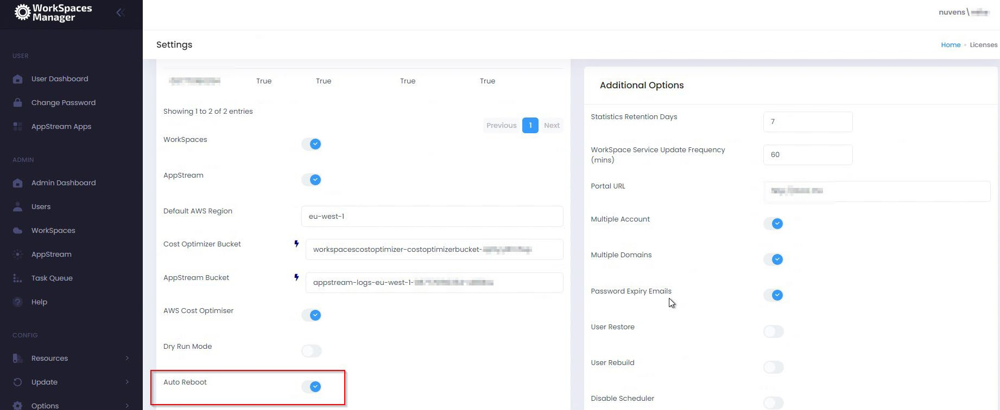 WorkSpaces
Manager
nuvens\
Settings
Home
Licenses
USER
User Dashboard
Change Password
AppStream Apps
ADMIN
Admin Dashboard
Users
WorkSpaces
AppStream
Task Queue
Help
CONFIG
Resources
Update
Options
True True True True
Showing 1 to 2 of 2 entries
Previous 1 Next
WorkSpaces
AppStream
Default AWS Region eu-west-1
Cost Optimizer Bucket workspacescostoptimizer-costoptimizerbucket-
AppStream Bucket appstream-logs-eu-west-1-
AWS Cost Optimiser
Dry Run Mode
Auto Reboot
Additional Options
Statistics Retention Days 7
WorkSpace Service Update Frequency
(mins) 60
Portal URL
Multiple Account
Multiple Domains
Password Expiry Emails
User Restore
User Rebuild
Disable Scheduler